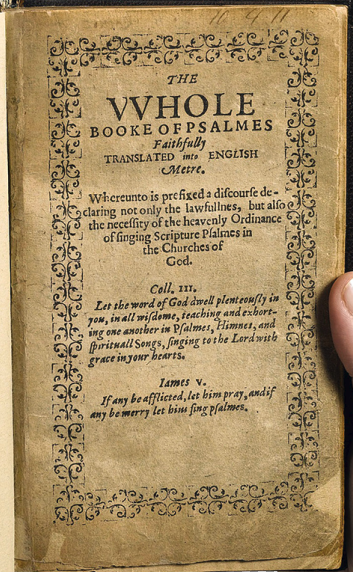 THE
VVHOLE
BOOKE OF PSALMES
Faithfully
TRANSLATED into ENGLISH
Metre.
Whereunto is prefixed a discourse de-
claring not only the lawfullnes, but also
the necessity of the heavenly Ordinance
of singing Scripture Psalmes in
the Churches of
God.
Coll. III.
Let the word of God dwell plenteously in
you, in all wisdome, teaching and exhort-
ing one another in Psalmes, Himnes, and
spirituall Songs, singing to the Lord with
grace in your hearts.
Iames V.
If any be afflicted, let him pray, and if
any be merry let him sing psalmes.